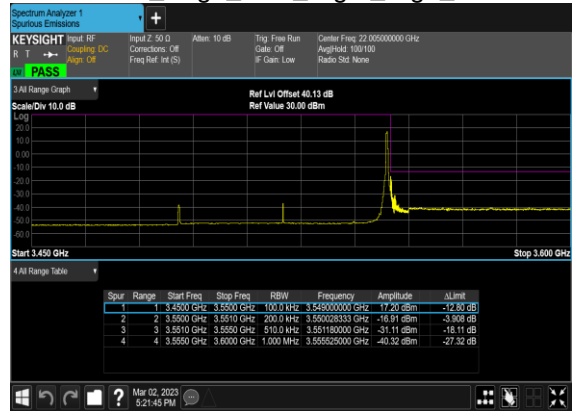 Spectrum Analyzer 1
Spurious Emissions
KEYSIGHT Input: RF Input Z: 50 Ω Atten: 10 dB Trig: Free Run Center Freq: 22.005000000 GHz
R T Coupling: DC Corrections: Off Gate: Off Avg|Hold: 100/100
Align: Off Freq Ref: Int (S) IF Gain: Low Radio Std: None
PASS
3 All Range Graph
Ref Lvl Offset 40.13 dB
Scale/Div 10.0 dB Ref Value 30.00 dBm
Log
20.0
10.00
0.00
-10.0
-20.0
-30.0
-40.0
-50.0
-60.0
Start 3.450 GHz Stop 3.600 GHz
4 All Range Table
Spur Range Start Freq Stop Freq RBW Frequency Amplitude ΔLimit
1 1 3.4500 GHz 3.5500 GHz 100.0 kHz 3.549000000 GHz 17.20 dBm -12.80 dB
2 2 3.5500 GHz 3.5510 GHz 200.0 kHz 3.550028333 GHz -16.91 dBm -3.908 dB
3 3 3.5510 GHz 3.5550 GHz 510.0 kHz 3.551180000 GHz -31.11 dBm -18.11 dB
4 4 3.5550 GHz 3.6000 GHz 1.000 MHz 3.555525000 GHz -40.32 dBm -27.32 dB
? Mar 02, 2023
5:21:45 PM